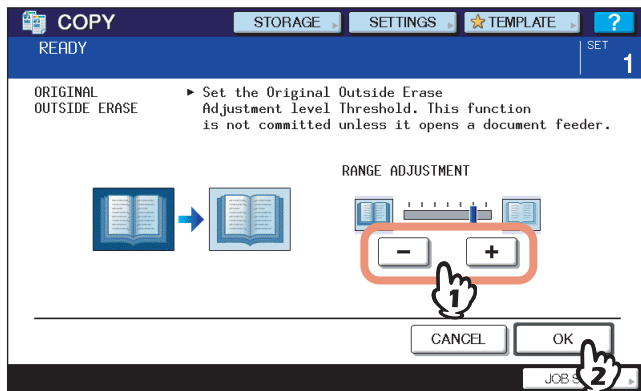 COPY
STORAGE
SETTINGS
TEMPLATE
?
READY
SET
1
ORIGINAL
OUTSIDE ERASE
▶ Set the Original Outside Erase
Adjustment level Threshold. This function
is not committed unless it opens a document feeder.
RANGE ADJUSTMENT
−
+
1
CANCEL
OK
JOB S
2